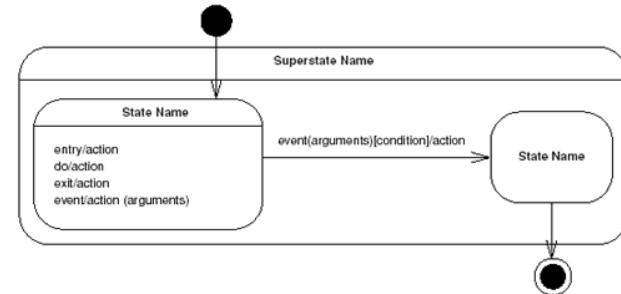 Superstate Name
State Name
entry/action
do/action
exit/action
event/action (arguments)
event(arguments)[condition]/action
State Name